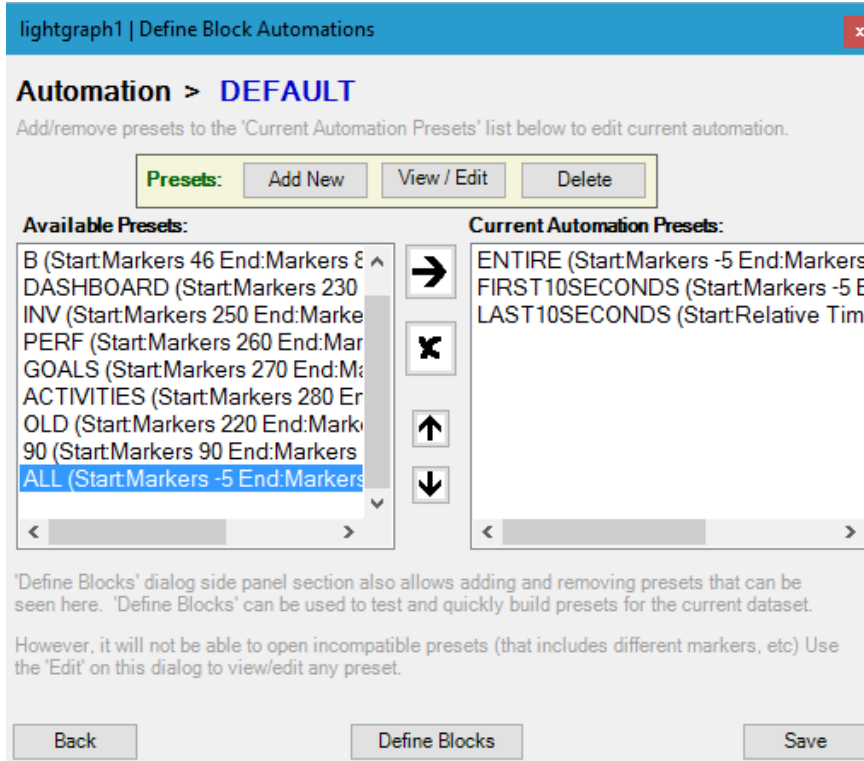 lightgraph1 | Define Block Automations
x
Automation > DEFAULT
Add/remove presets to the 'Current Automation Presets' list below to edit current automation.
Presets: Add New View / Edit Delete
Available Presets:
B (Start:Markers 46 End:Markers 8
DASHBOARD (Start:Markers 230
INV (Start:Markers 250 End:Marke
PERF (Start:Markers 260 End:Mar
GOALS (Start:Markers 270 End:Ma
ACTIVITIES (Start:Markers 280 En
OLD (Start:Markers 220 End:Marke
90 (Start:Markers 90 End:Markers
ALL (Start:Markers -5 End:Markers
Current Automation Presets:
ENTIRE (Start:Markers -5 End:Markers
FIRST10SECONDS (Start:Markers -5 E
LAST10SECONDS (Start:Relative Tim
'Define Blocks' dialog side panel section also allows adding and removing presets that can be
seen here. 'Define Blocks' can be used to test and quickly build presets for the current dataset.
However, it will not be able to open incompatible presets (that includes different markers, etc) Use
the 'Edit' on this dialog to view/edit any preset.
Back Define Blocks Save